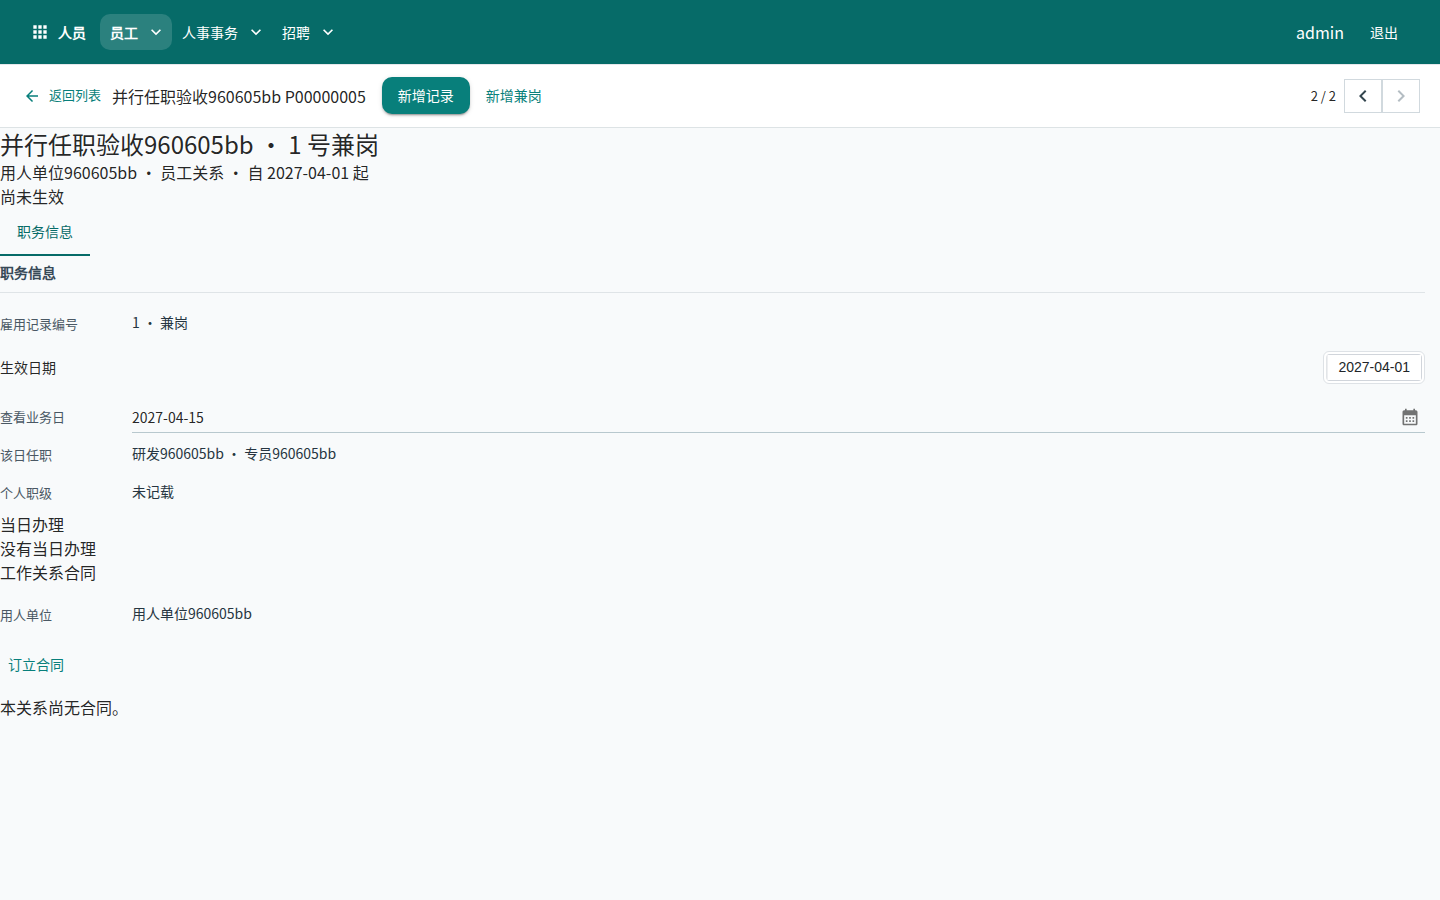 人员 员工 人事事务 招聘 admin 退出
返回列表 并行任职验收960605bb P00000005 新增记录 新增兼岗 2 / 2
并行任职验收960605bb · 1 号兼岗
用人单位960605bb · 员工关系 · 自 2027-04-01 起
尚未生效
职务信息
职务信息
雇用记录编号 1 · 兼岗
生效日期 2027-04-01
查看业务日 2027-04-15
该日任职 研发960605bb · 专员960605bb
个人职级 未记载
当日办理
没有当日办理
工作关系合同
用人单位 用人单位960605bb
订立合同
本关系尚无合同。